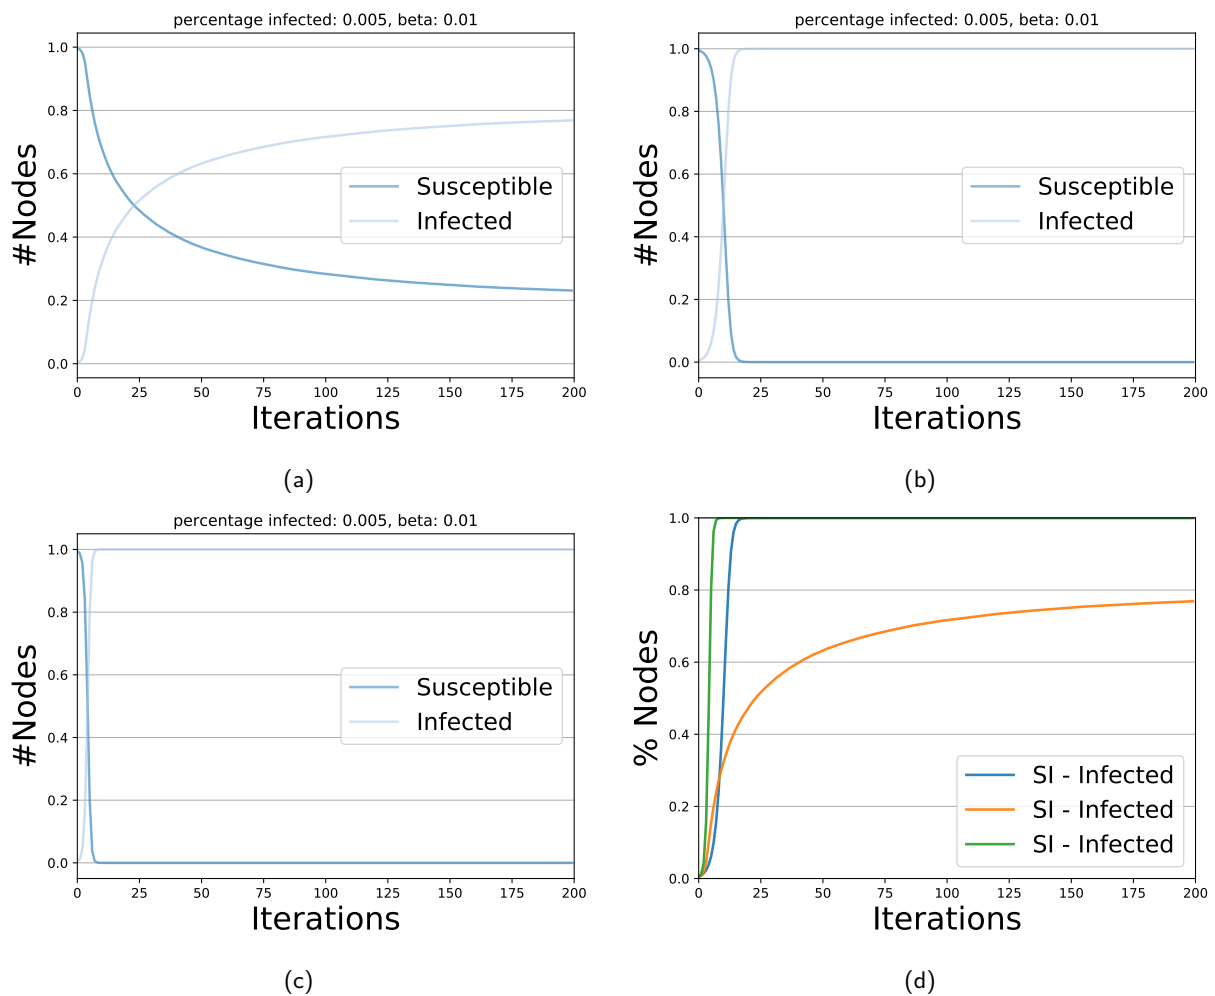 percentage infected: 0.005, beta: 0.01
1.0
0.8
0.6
0.4
0.2
0.0
#Nodes
Susceptible
Infected
0 25 50 75 100 125 150 175 200
Iterations
(a)
percentage infected: 0.005, beta: 0.01
1.0
0.8
0.6
0.4
0.2
0.0
#Nodes
Susceptible
Infected
0 25 50 75 100 125 150 175 200
Iterations
(b)
percentage infected: 0.005, beta: 0.01
1.0
0.8
0.6
0.4
0.2
0.0
#Nodes
Susceptible
Infected
0 25 50 75 100 125 150 175 200
Iterations
(c)
1.0
0.8
0.6
0.4
0.2
0.0
% Nodes
SI - Infected
SI - Infected
SI - Infected
0 25 50 75 100 125 150 175 200
Iterations
(d)